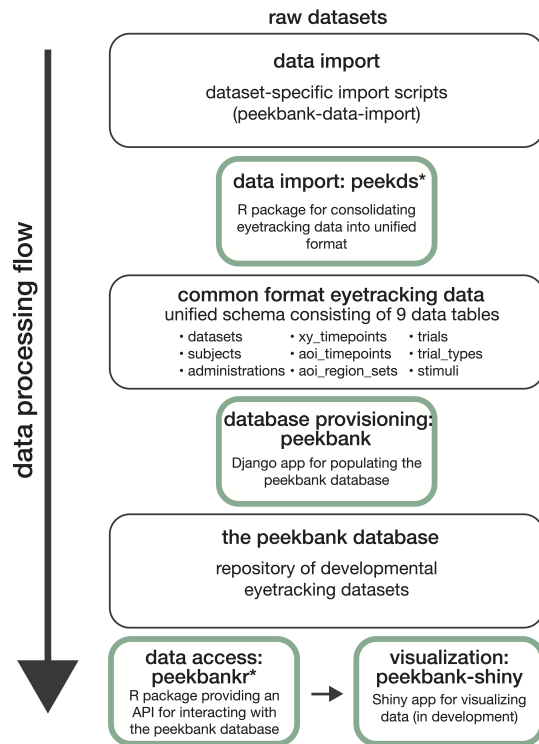 raw datasets
data import
dataset-specific import scripts
(peekbank-data-import)
data import: peekds*
R package for consolidating
eyetracking data into unified
format
data processing flow
common format eyetracking data
unified schema consisting of 9 data tables
• datasets • xy_timepoints • trials
• subjects • aoi_timepoints • trial_types
• administrations • aoi_region_sets • stimuli
database provisioning:
peekbank
Django app for populating the
peekbank database
the peekbank database
repository of developmental
eyetracking datasets
data access:
peekbankr*
R package providing an
API for interacting with
the peekbank database
visualization:
peekbank-shiny
Shiny app for visualizing
data (in development)